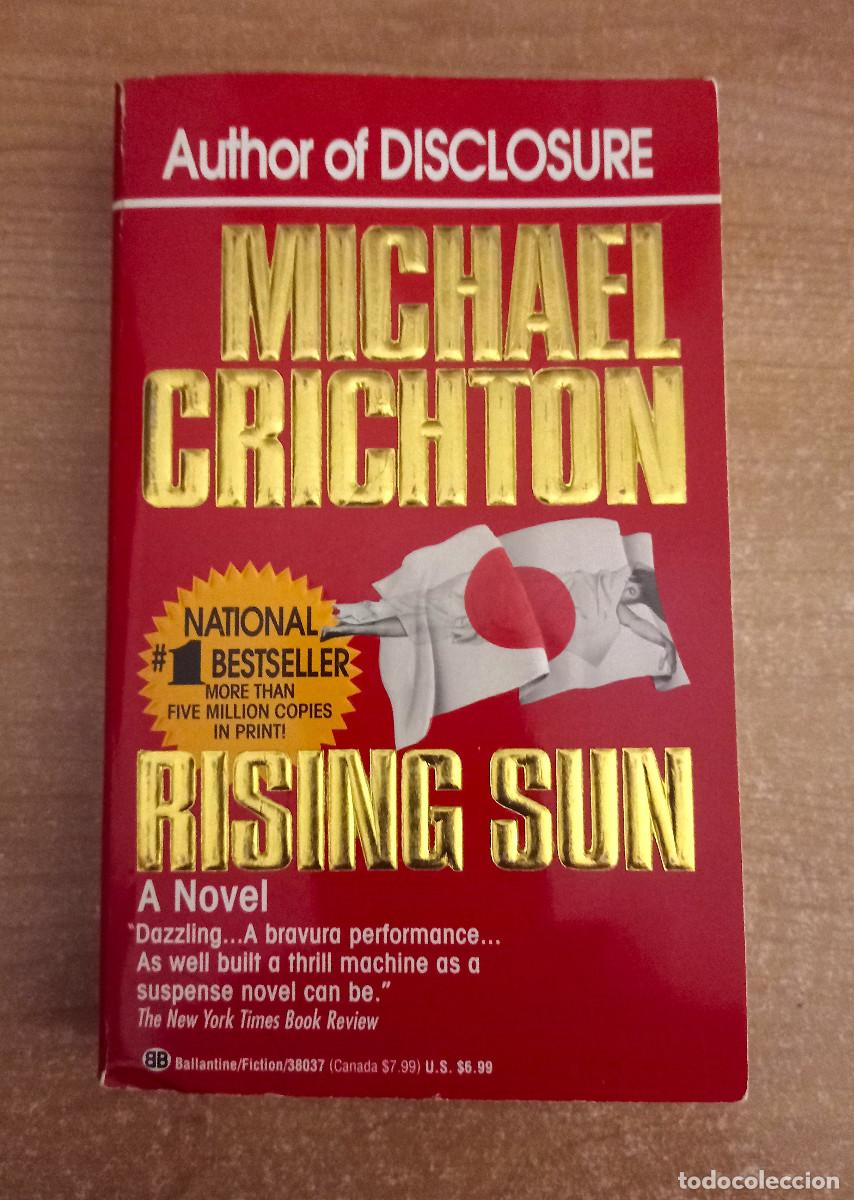 Author of DISCLOSURE
MICHAEL
CRICHTON
NATIONAL
#1 BESTSELLER
MORE THAN
FIVE MILLION COPIES
IN PRINT!
RISING SUN
A Novel
"Dazzling...A bravura performance...
As well built a thrill machine as a
suspense novel can be."
The New York Times Book Review
BB Ballantine/Fiction/38037 (Canada $7.99) U.S. $6.99
todocoleccion